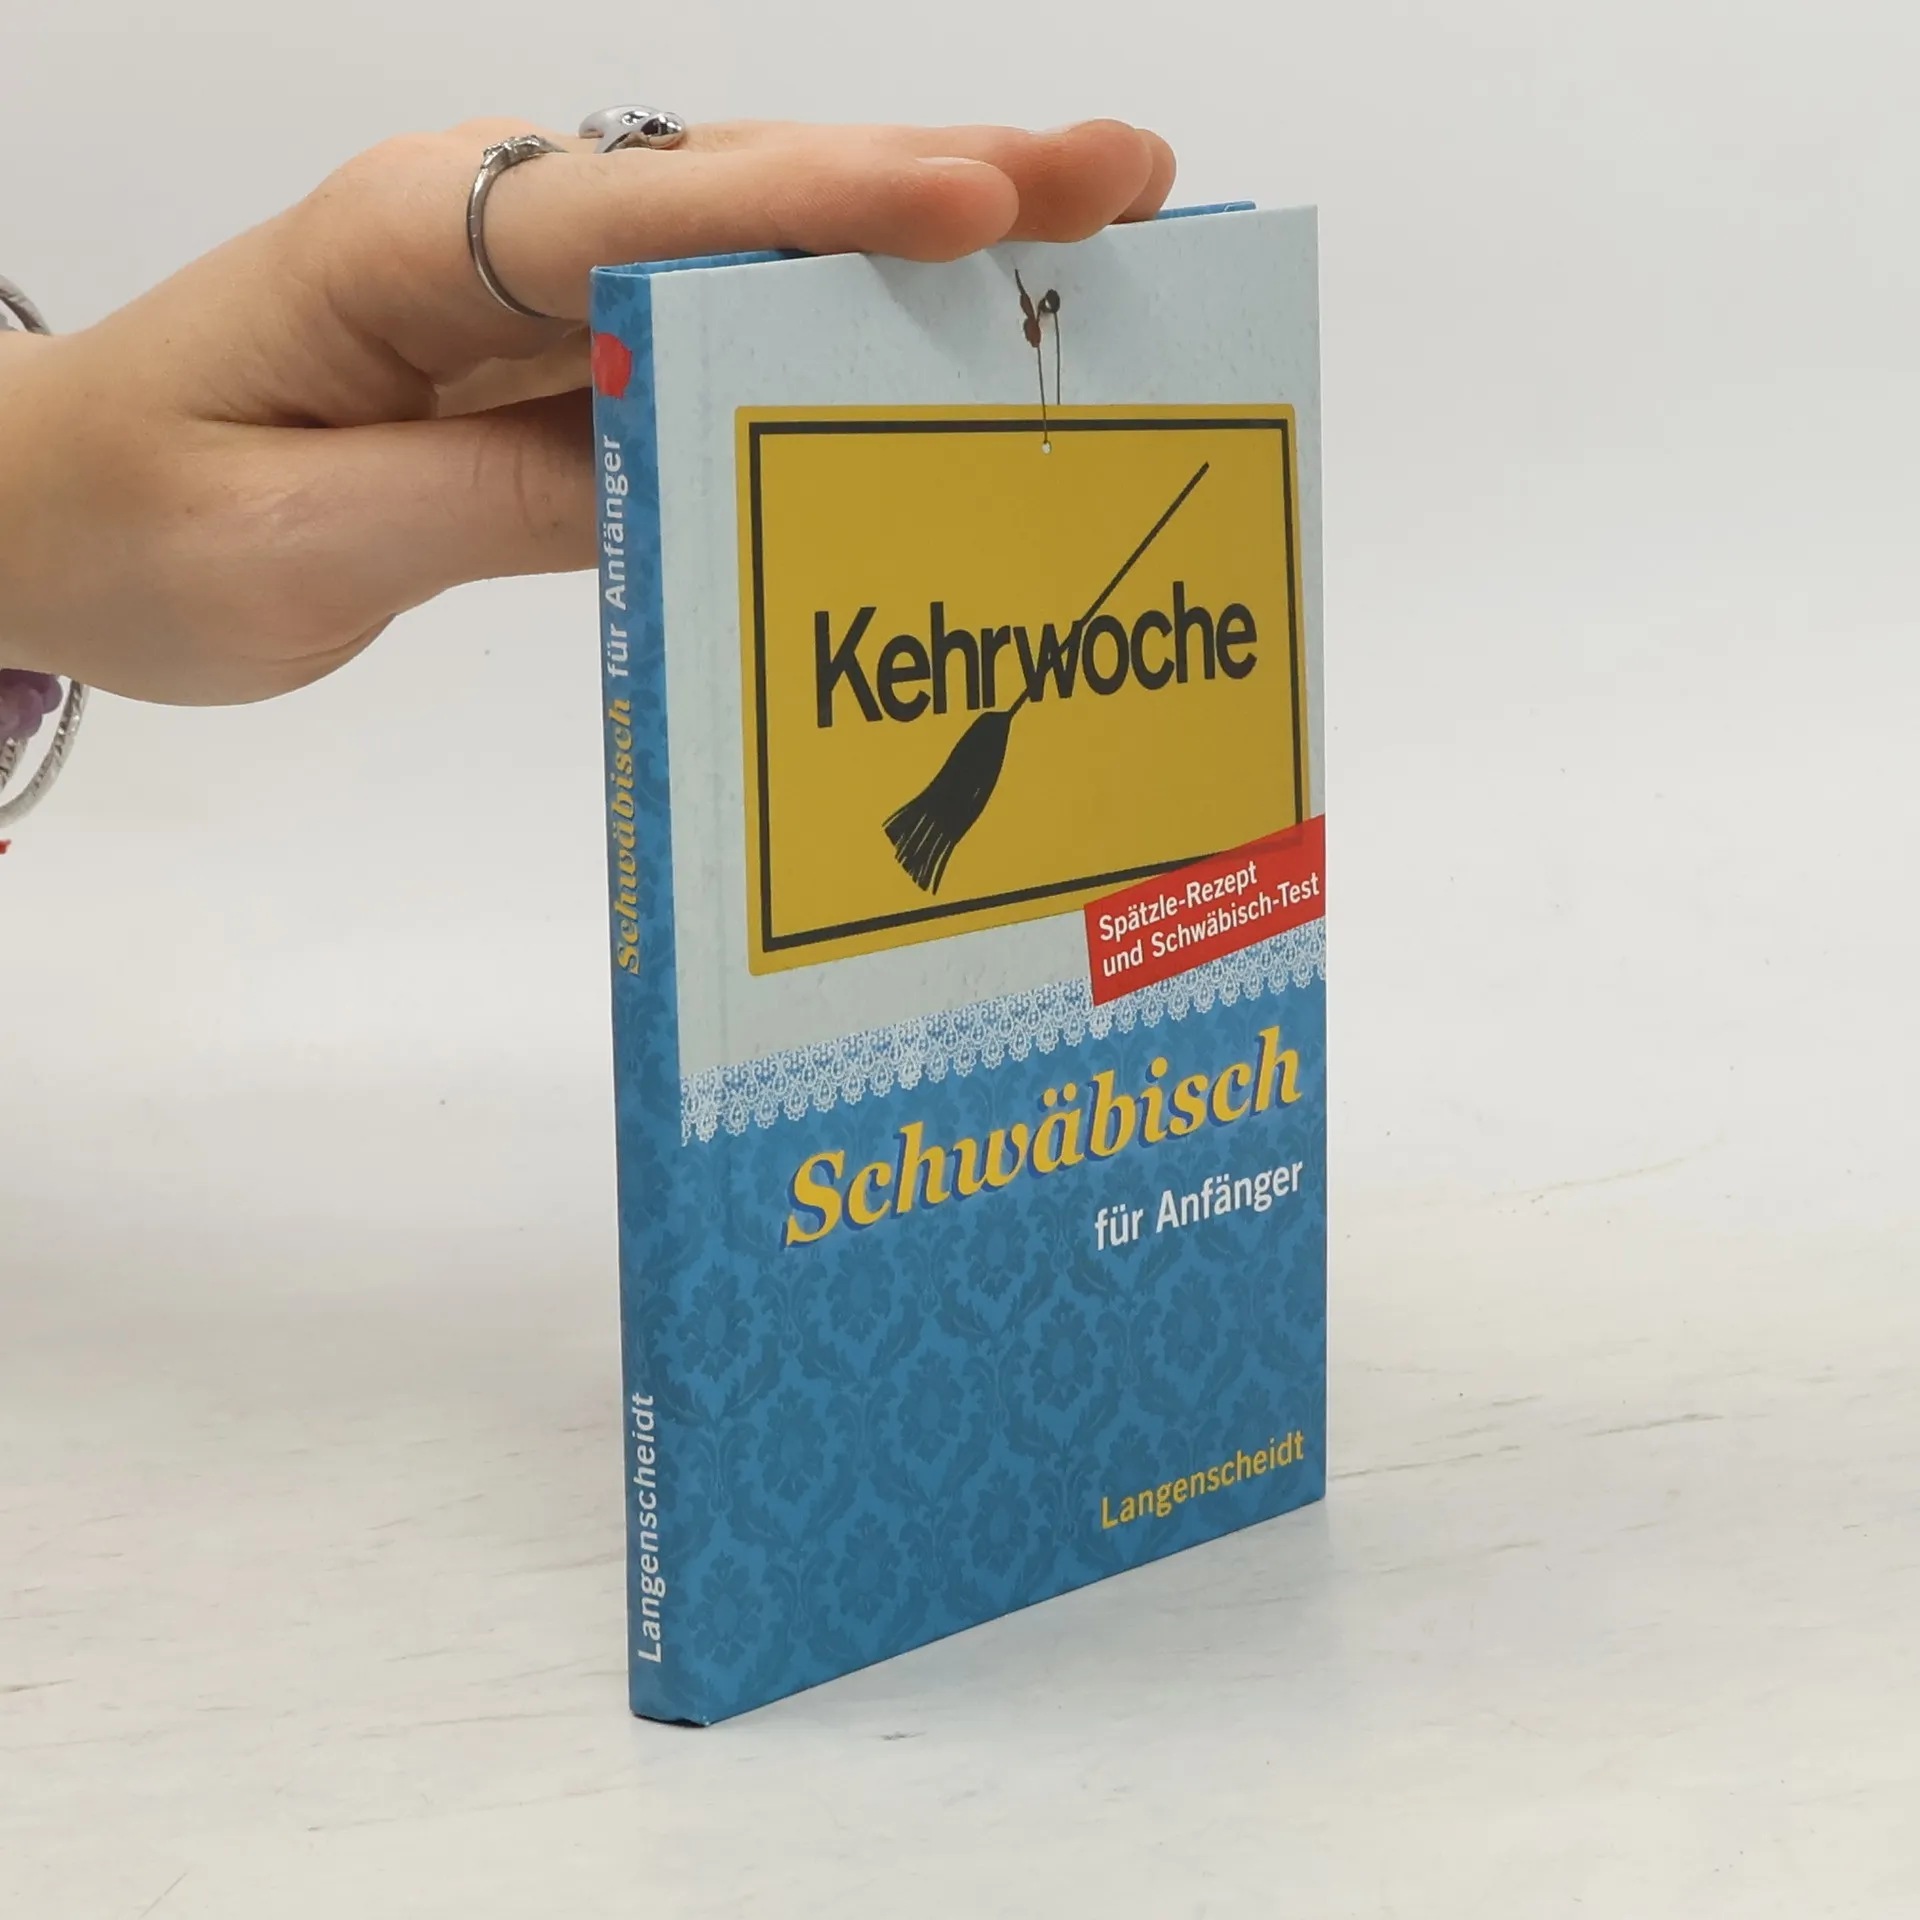 Kehrwoche
Spätzle-Rezept
und Schwäbisch-Test
Schwäbisch
für Anfänger
Langenscheidt
Schwäbisch für Anfänger
Langenscheidt